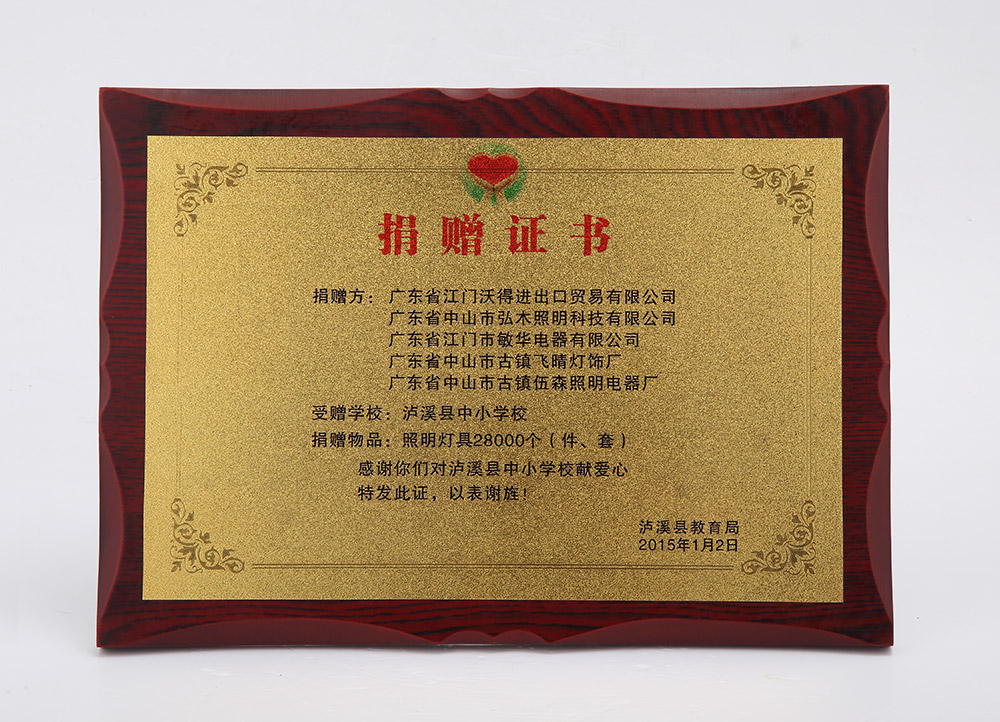 捐赠证书
捐赠方：广东省江门沃得进出口贸易有限公司
广东省中山市弘木照明科技有限公司
广东省江门市敏华电器有限公司
广东省中山市古镇飞晴灯饰厂
广东省中山市古镇伍森照明电器厂
受赠学校：泸溪县中小学校
捐赠物品：照明灯具28000个（件、套）
感谢你们对泸溪县中小学校献爱心
特发此证，以表谢旌！
泸溪县教育局
2015年1月2日